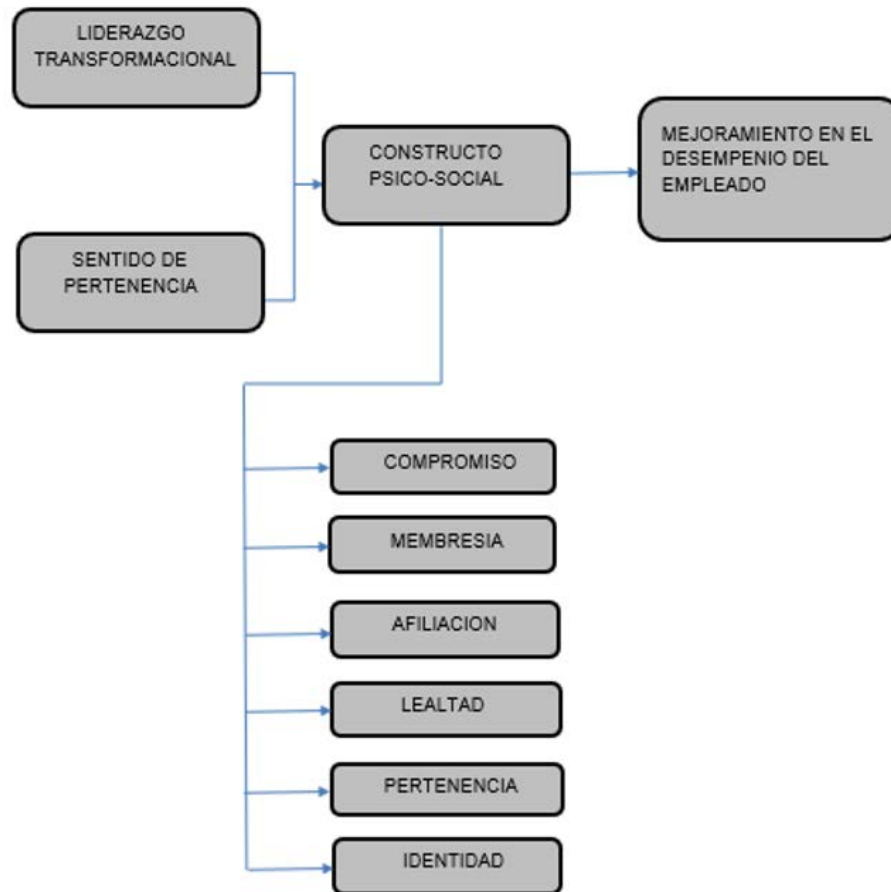 LIDERAZGO
TRANSFORMACIONAL
CONSTRUCTO
PSICO-SOCIAL
MEJORAMIENTO EN EL
DESEMPENIO DEL
EMPLEADO
SENTIDO DE
PERTENENCIA
COMPROMISO
MEMBRESIA
AFILIACION
LEALTAD
PERTENENCIA
IDENTIDAD